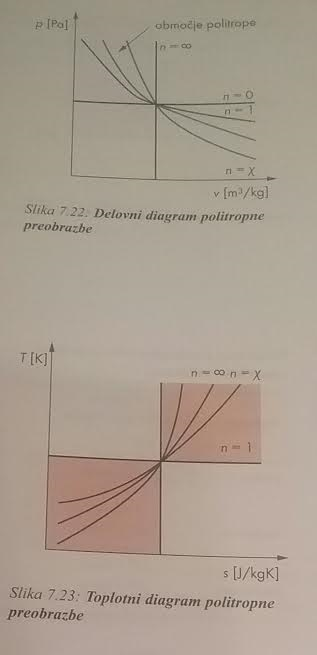 p [Pa]
območje politrope
n = ∞
n = 0
n = 1
n = χ
v [m³/kg]
Slika 7.22: Delovni diagram politropne
preobrazbe
T [K]
n = ∞ n = χ
n = 1
s [J/kgK]
Slika 7.23: Toplotni diagram politropne
preobrazbe